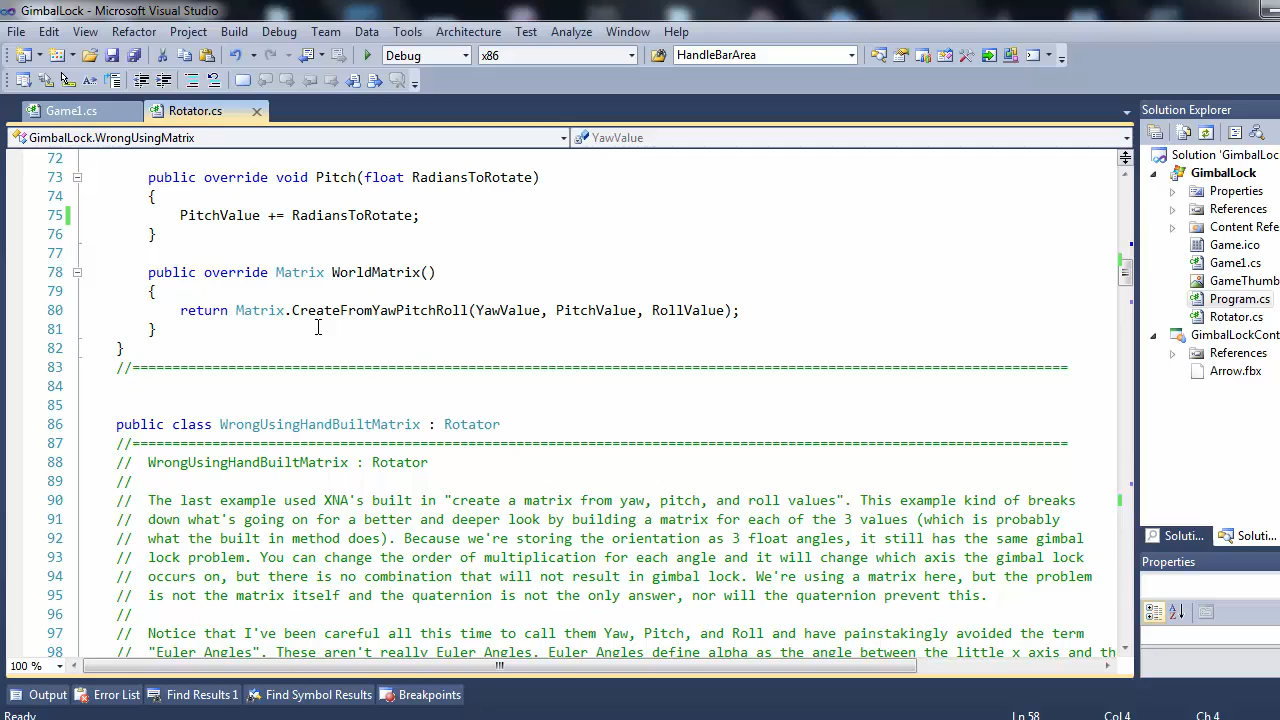 GimballLock - Microsoft Visual Studio
File Edit View Refactor Project Build Debug Team Data Tools Architecture Test Analyze Window Help
Debug x86 HandleBarArea
Game1.cs Rotator.cs
GimballLock.WrongUsingMatrix YawValue
72
73 public override void Pitch(float RadiansToRotate)
74 {
75 PitchValue += RadiansToRotate;
76 }
77
78 public override Matrix WorldMatrix()
79 {
80 return Matrix.CreateFromYawPitchRoll(YawValue, PitchValue, RollValue);
81 }
82 }
83 //=====================================================================================================================
84
85
86 public class WrongUsingHandBuiltMatrix : Rotator
87 //=====================================================================================================================
88 // WrongUsingHandBuiltMatrix : Rotator
89 //
90 // The last example used XNA's built in "create a matrix from yaw, pitch, and roll values". This example kind of breaks
91 // down what's going on for a better and deeper look by building a matrix for each of the 3 values (which is probably
92 // what the built in method does). Because we're storing the orientation as 3 float angles, it still has the same gimbal
93 // lock problem. You can change the order of multiplication for each angle and it will change which axis the gimbal lock
94 // occurs on, but there is no combination that will not result in gimbal lock. We're using a matrix here, but the problem
95 // is not the matrix itself and the quaternion is not the only answer, nor will the quaternion prevent this.
96 //
97 // Notice that I've been careful all this time to call them Yaw, Pitch, and Roll and have painstakingly avoided the term
98 // "Euler Angles". These aren't really Euler Angles. Euler Angles define alpha as the angle between the little x axis and th
100 %
Solution Explorer
Solution 'GimballLoc
GimballLock
Properties
References
Content Refe
Game.ico
Game1.cs
GameThumb
Program.cs
Rotator.cs
GimballLockCont
References
Arrow.fbx
Soluti... Soluti...
Properties
Output Error List Find Results 1 Find Symbol Results Breakpoints
Ready Ln 58 Col 4 Ch 4